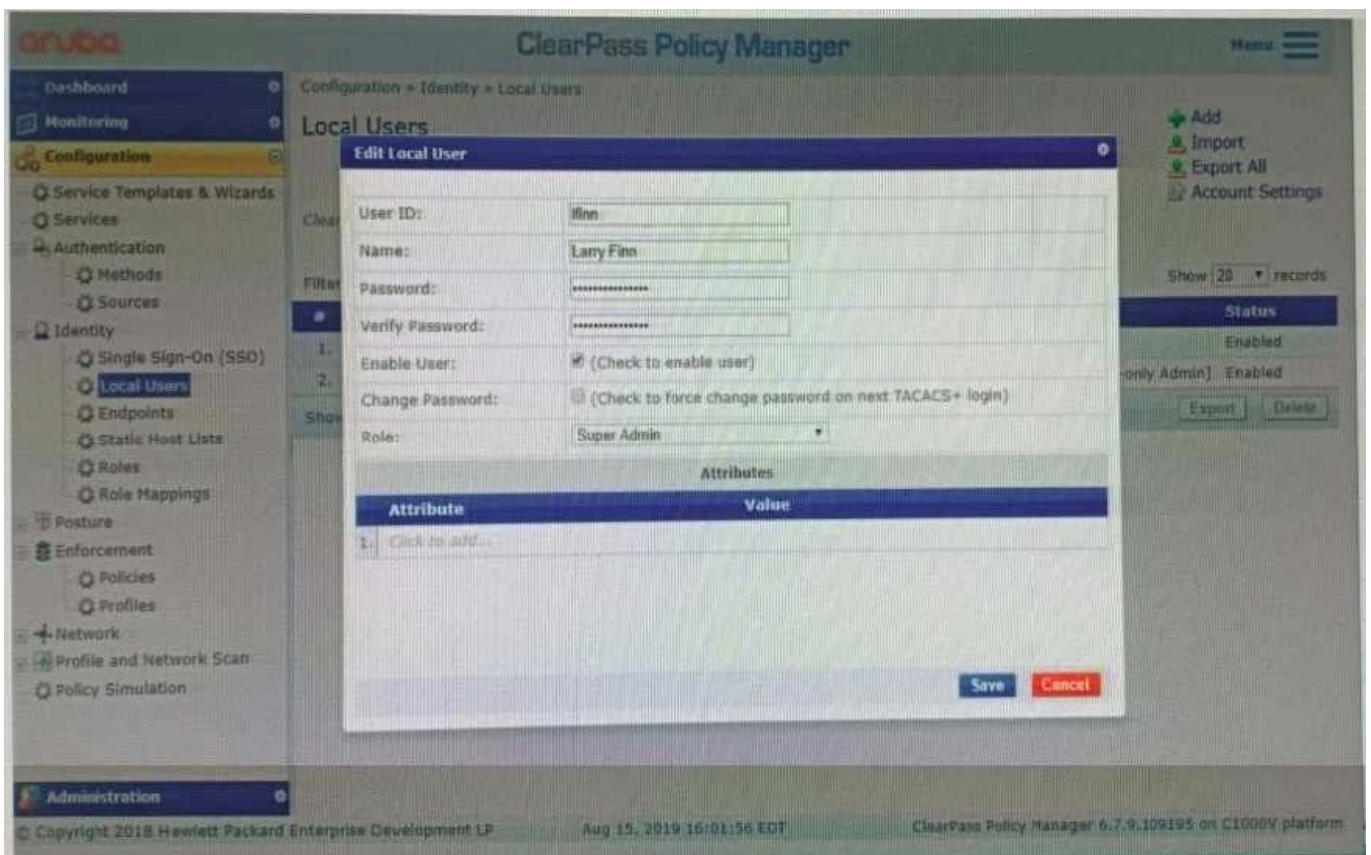 aruba
ClearPass Policy Manager
Menu
Dashboard
Monitoring
Configuration
Service Templates & Wizards
Services
Authentication
Methods
Sources
Identity
Single Sign-On (SSO)
Local Users
Endpoints
Static Host Lists
Roles
Role Mappings
Posture
Enforcement
Policies
Profiles
Network
Profile and Network Scan
Policy Simulation
Administration
Configuration » Identity » Local Users
Local Users
Add
Import
Export All
Account Settings
Clear
Filter
Show 20 records
# Status
1. Enabled
2. -only Admin] Enabled
Show
Export Delete
Edit Local User
User ID: lfinn
Name: Larry Finn
Password:
Verify Password:
Enable User: (Check to enable user)
Change Password: (Check to force change password on next TACACS+ login)
Role: Super Admin
Attributes
Attribute Value
1. Click to add...
Save Cancel
© Copyright 2018 Hewlett Packard Enterprise Development LP Aug 15, 2019 16:01:56 EDT ClearPass Policy Manager 6.7.9.109195 on C1000V platform